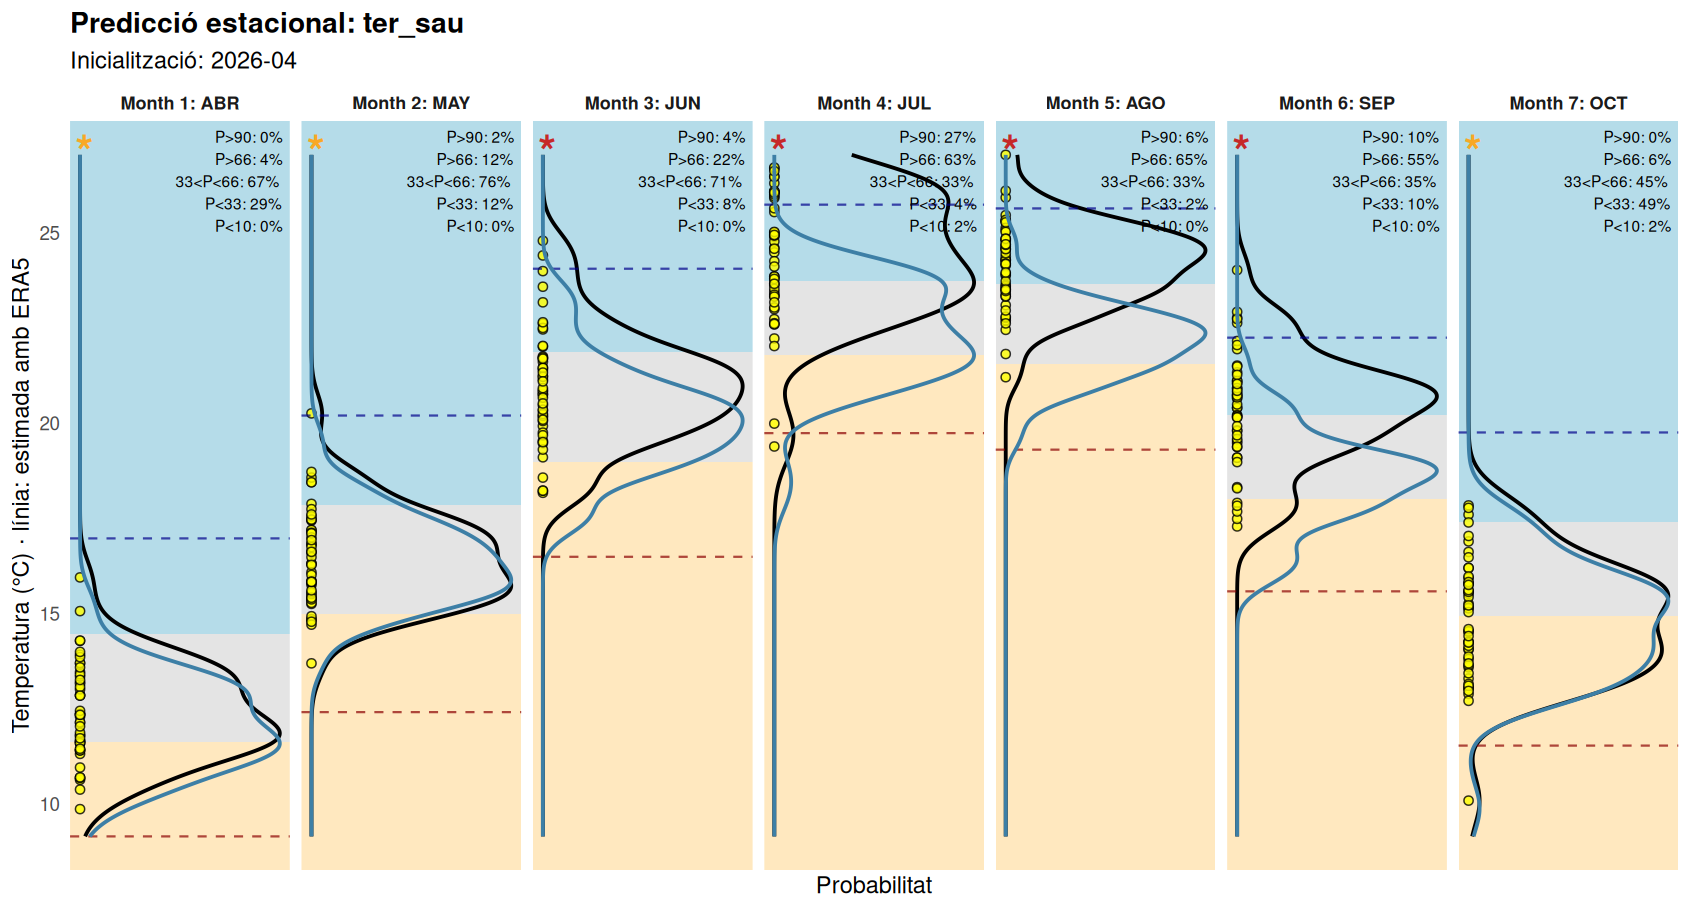 Predicció estacional: ter_sau
Inicialització: 2026-04
Month 1: ABR
Month 2: MAY
Month 3: JUN
Month 4: JUL
Month 5: AGO
Month 6: SEP
Month 7: OCT
*
P>90: 0%
P>66: 4%
33<P<66: 67%
P<33: 29%
P<10: 0%
*
P>90: 2%
P>66: 12%
33<P<66: 76%
P<33: 12%
P<10: 0%
*
P>90: 4%
P>66: 22%
33<P<66: 71%
P<33: 8%
P<10: 0%
*
P>90: 27%
P>66: 63%
33<P<66: 33%
P<33: 4%
P<10: 2%
*
P>90: 6%
P>66: 65%
33<P<66: 33%
P<33: 2%
P<10: 0%
*
P>90: 10%
P>66: 55%
33<P<66: 35%
P<33: 10%
P<10: 0%
*
P>90: 0%
P>66: 6%
33<P<66: 45%
P<33: 49%
P<10: 2%
25
20
15
10
Temperatura (°C) · línia: estimada amb ERA5
Probabilitat